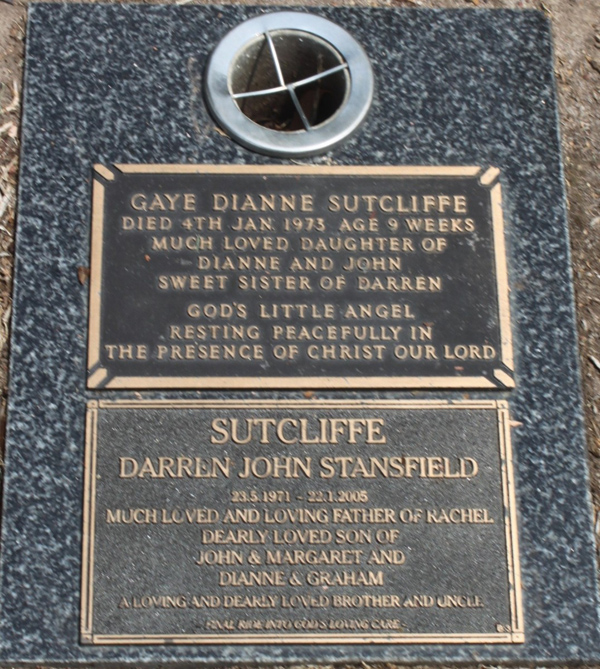 GAYE DIANNE SUTCLIFFE
DIED 4TH JAN. 1973 AGE 9 WEEKS
MUCH LOVED DAUGHTER OF
DIANNE AND JOHN
SWEET SISTER OF DARREN
GOD'S LITTLE ANGEL
RESTING PEACEFULLY IN
THE PRESENCE OF CHRIST OUR LORD
SUTCLIFFE
DARREN JOHN STANSFIELD
23.5.1971 - 22.1.2005
MUCH LOVED AND LOVING FATHER OF RACHEL
DEARLY LOVED SON OF
JOHN & MARGARET AND
DIANNE & GRAHAM
A LOVING AND DEARLY LOVED BROTHER AND UNCLE
- FINAL RIDE INTO GOD'S LOVING CARE -